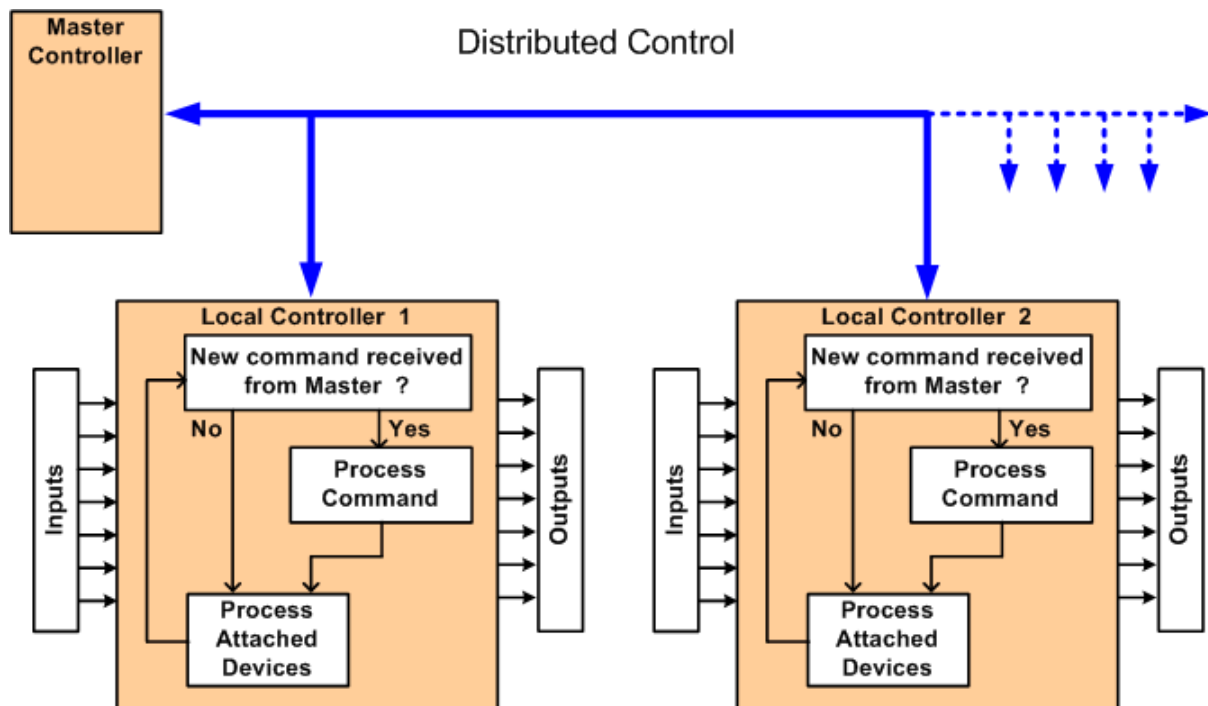 Master
Controller
Distributed Control
Local Controller 1
New command received
from Master ?
No
Yes
Process
Command
Process
Attached
Devices
Inputs
Outputs
Local Controller 2
New command received
from Master ?
No
Yes
Process
Command
Process
Attached
Devices
Inputs
Outputs